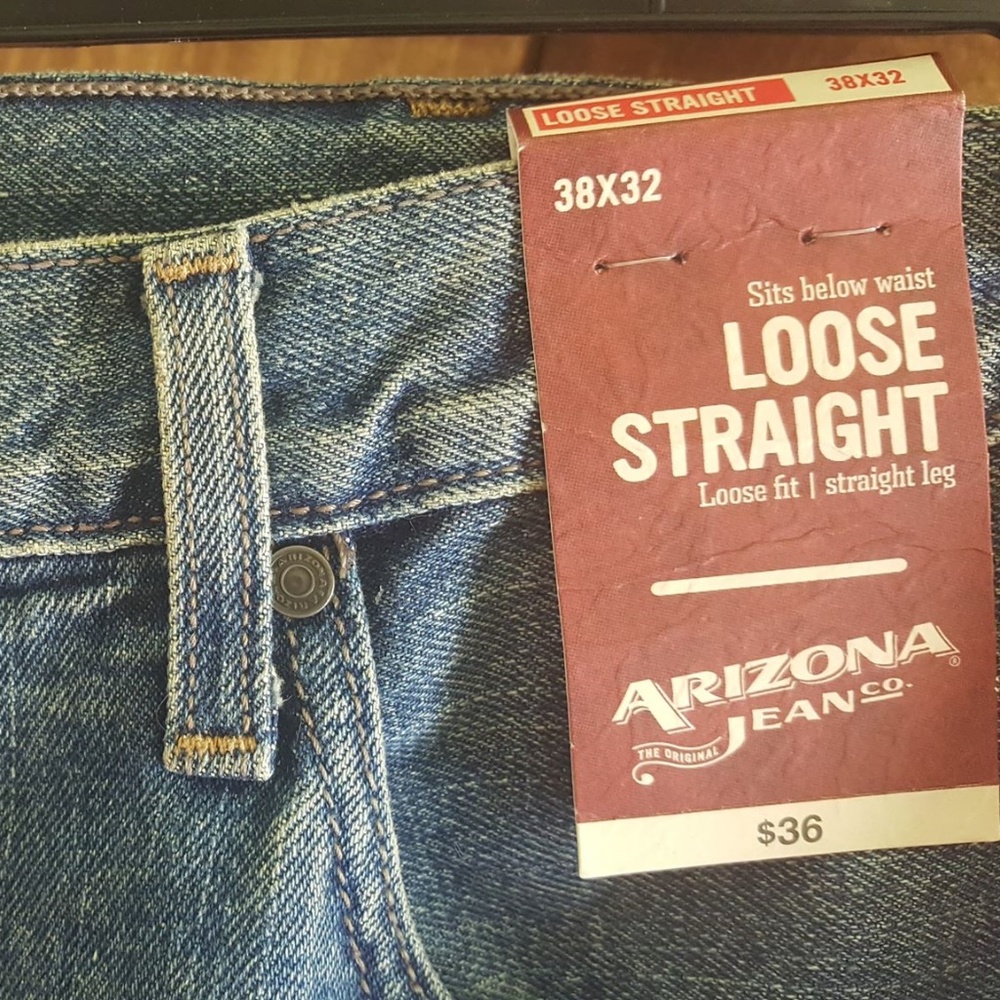 LOOSE STRAIGHT 38X32
38X32
Sits below waist
LOOSE
STRAIGHT
Loose fit | straight leg
ARIZONA®
JEAN CO.
THE ORIGINAL
$36
ARIZONA